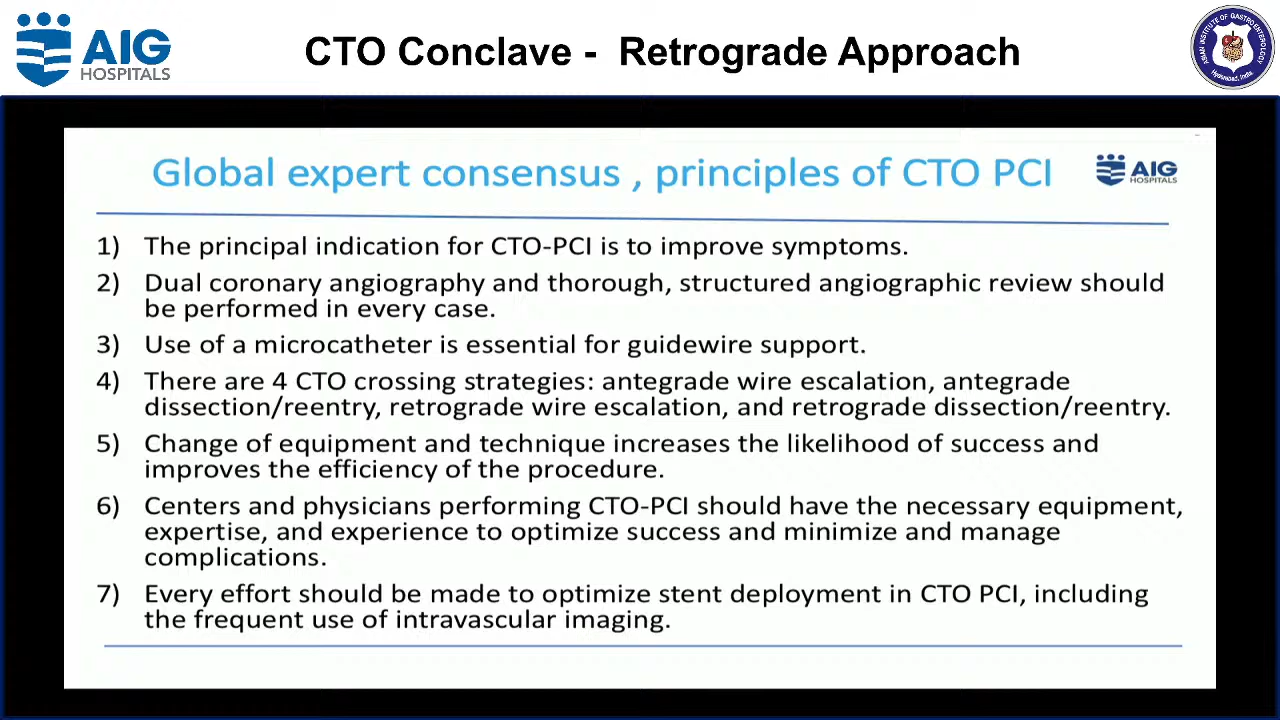 AIG
HOSPITALS
CTO Conclave - Retrograde Approach
ASIAN INSTITUTE OF GASTROENTEROLOGY
Hyderabad, India
Global expert consensus , principles of CTO PCI
AIG
HOSPITALS
1) The principal indication for CTO-PCI is to improve symptoms.
2) Dual coronary angiography and thorough, structured angiographic review should
be performed in every case.
3) Use of a microcatheter is essential for guidewire support.
4) There are 4 CTO crossing strategies: antegrade wire escalation, antegrade
dissection/reentry, retrograde wire escalation, and retrograde dissection/reentry.
5) Change of equipment and technique increases the likelihood of success and
improves the efficiency of the procedure.
6) Centers and physicians performing CTO-PCI should have the necessary equipment,
expertise, and experience to optimize success and minimize and manage
complications.
7) Every effort should be made to optimize stent deployment in CTO PCI, including
the frequent use of intravascular imaging.